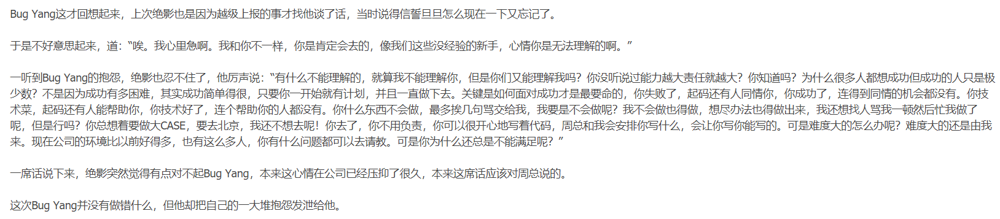 Bug Yang这才回想起来，上次绝影也是因为越级上报的事才找他谈了话，当时说得信誓旦旦怎么现在一下又忘记了。
于是不好意思起来，道：“唉。我心里急啊。我和你不一样，你是肯定会去的，像我们这些没经验的新手，心情你是无法理解的啊。”
一听到Bug Yang的抱怨，绝影也忍不住了，他厉声说：“有什么不能理解的，就算我不能理解你，但是你们又能理解我吗？你没听说过能力越大责任就越大？你知道吗？为什么很多人都想成功但成功的人只是极
少数？不是因为成功有多困难，其实成功简单得很，只要你一开始就有计划，并且一直做下去。关键是如何面对成功才是最要命的，你失败了，起码还有人同情你，你成功了，连得到同情的机会都没有。你技
术菜，起码还有人能帮助你，你技术好了，连个帮助你的人都没有。你什么东西不会做，最多挨几句骂交给我，我要是不会做呢？我不会做也得做，想尽办法也得做出来，我还想找人骂我一顿然后忙我做了
呢，但是行吗？你总想着要做大CASE，要去北京，我还不想去呢！你去了，你不用负责，你可以很开心地写着代码，周总和我会安排你写什么，会让你写你能写的。可是难度大的怎么办呢？难度大的还是由我
来。现在公司的环境比以前好得多，也有这么多人，你有什么问题都可以去请教。可是你为什么还总是不能满足呢？”
一席话说下来，绝影突然觉得有点对不起Bug Yang，本来这心情在公司已经压抑了很久，本来这席话应该对周总说的。
这次Bug Yang并没有做错什么，但他却把自己的一大堆抱怨发泄给他。